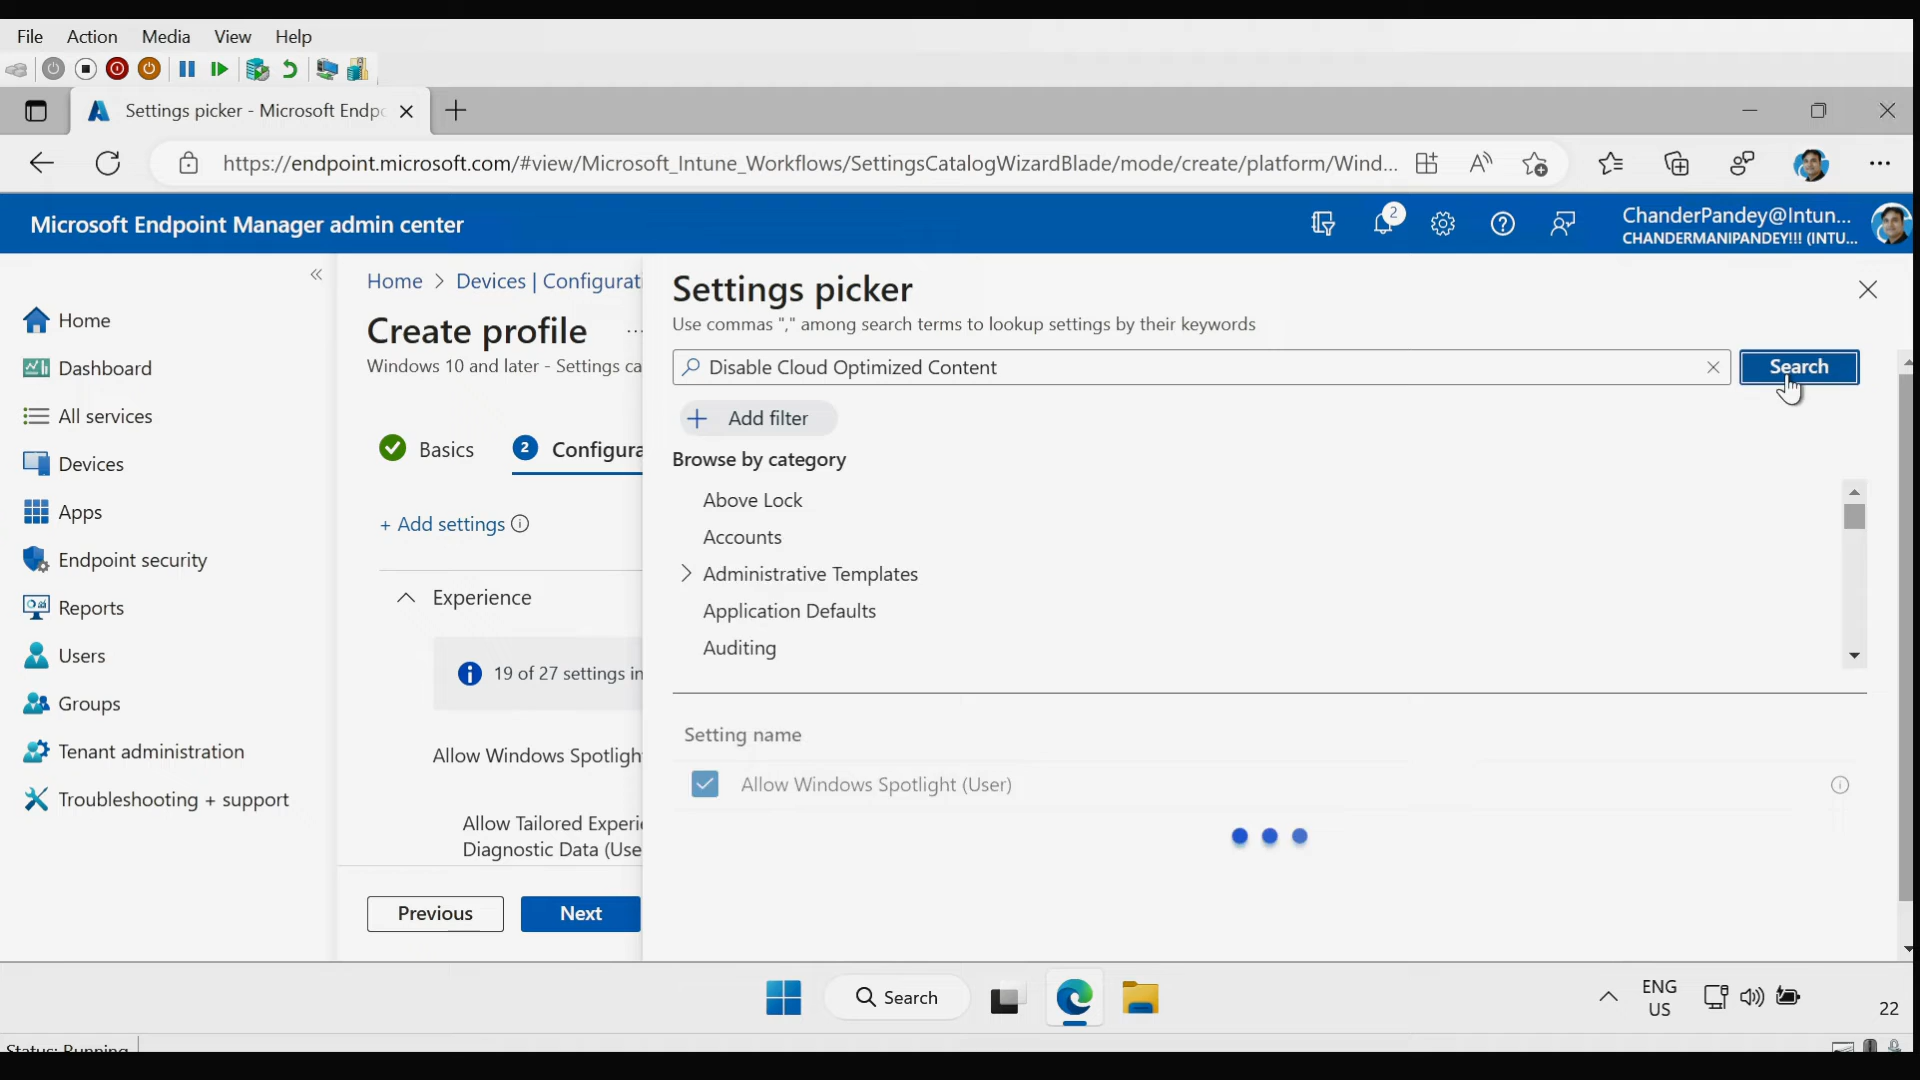 File Action Media View Help
Settings picker - Microsoft Endpc
https://endpoint.microsoft.com/#view/Microsoft_Intune_Workflows/SettingsCatalogWizardBlade/mode/create/platform/Wind...
Microsoft Endpoint Manager admin center
2
ChanderPandey@Intun...
CHANDERMANIPANDEY!!! (INTU...
Home
Dashboard
All services
Devices
Apps
Endpoint security
Reports
Users
Groups
Tenant administration
Troubleshooting + support
Home > Devices | Configurati
Create profile ...
Windows 10 and later - Settings ca
Basics
2 Configura
+ Add settings
Experience
19 of 27 settings in
Allow Windows Spotligh
Allow Tailored Experi
Diagnostic Data (Use
Previous
Next
Settings picker
Use commas "," among search terms to lookup settings by their keywords
Disable Cloud Optimized Content
Search
+ Add filter
Browse by category
Above Lock
Accounts
Administrative Templates
Application Defaults
Auditing
Setting name
Allow Windows Spotlight (User)
Search
ENG
US
22
Status: Running